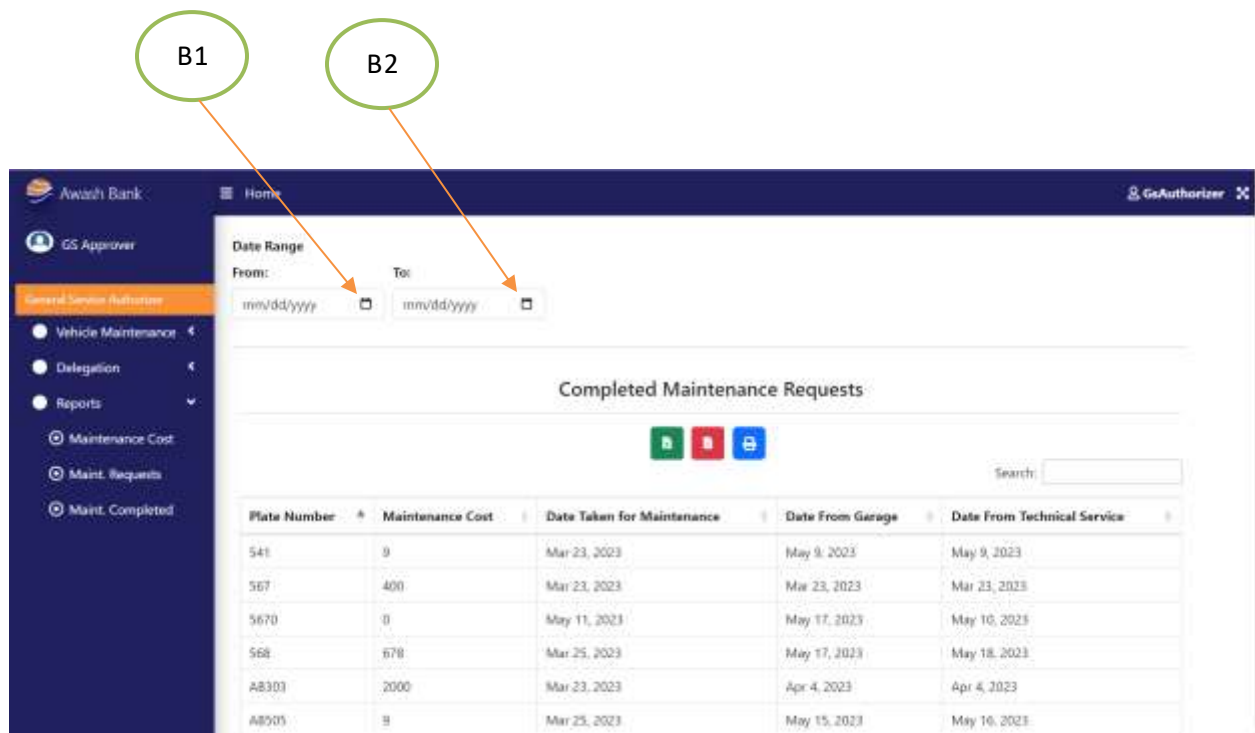 B1
B2
Awash Bank
Home
GsAuthorizer
GS Approver
General Service Authorizer
Vehicle Maintenance
Delegation
Reports
Maintenance Cost
Maint. Requests
Maint. Completed
Date Range
From: To:
mm/dd/yyyy mm/dd/yyyy
Completed Maintenance Requests
Search:
Plate Number Maintenance Cost Date Taken for Maintenance Date From Garage Date From Technical Service
541 9 Mar 23, 2023 May 9, 2023 May 9, 2023
567 400 Mar 23, 2023 Mar 23, 2023 Mar 23, 2023
5670 0 May 11, 2023 May 17, 2023 May 10, 2023
568 678 Mar 25, 2023 May 17, 2023 May 18, 2023
AB303 2000 Mar 23, 2023 Apr 4, 2023 Apr 4, 2023
AB505 9 Mar 25, 2023 May 15, 2023 May 16, 2023